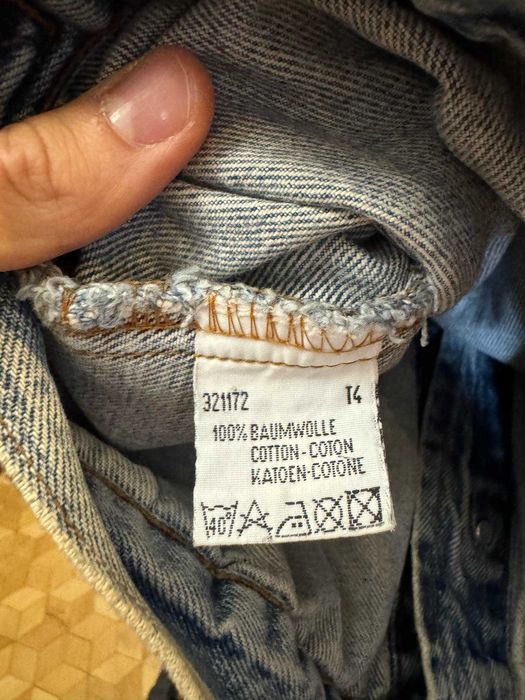 321172 T4
100% BAUMWOLLE
COTTON - COTON
KATOEN-COTONE
40°